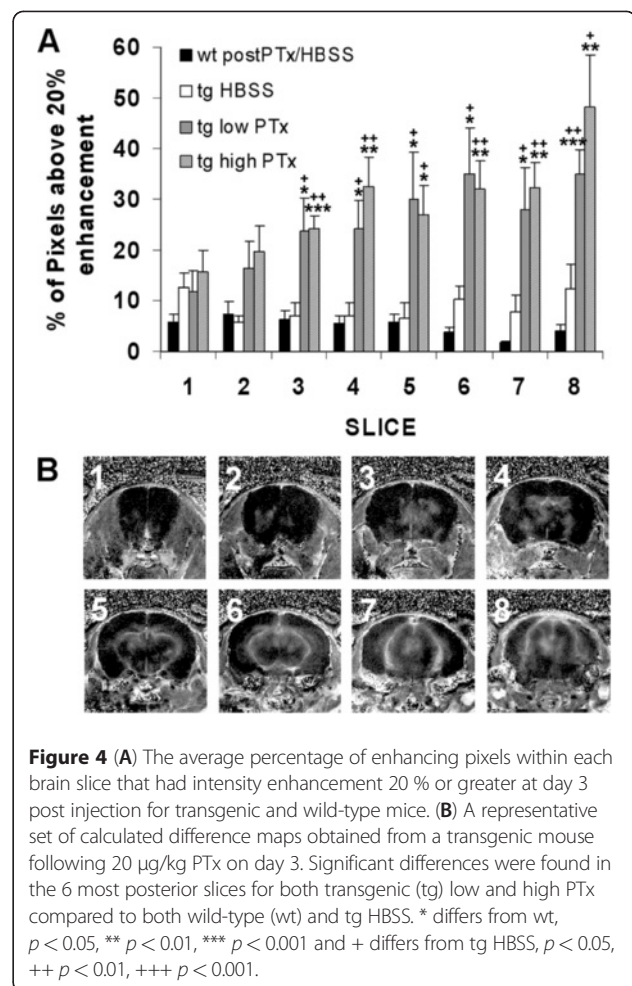 A
% of Pixels above 20%
enhancement
60
50
40
30
20
10
0
wt postPTx/HBSS
tg HBSS
tg low PTx
tg high PTx
+
*
++
***
+
*
++
**
+
*
+
*
+
*
++
**
+
*
++
**
++
***
+
**
1 2 3 4 5 6 7 8
SLICE
B
1 2 3 4
5 6 7 8
Figure 4 (A) The average percentage of enhancing pixels within each
brain slice that had intensity enhancement 20 % or greater at day 3
post injection for transgenic and wild-type mice. (B) A representative
set of calculated difference maps obtained from a transgenic mouse
following 20 µg/kg PTx on day 3. Significant differences were found in
the 6 most posterior slices for both transgenic (tg) low and high PTx
compared to both wild-type (wt) and tg HBSS. * differs from wt,
p < 0.05, ** p < 0.01, *** p < 0.001 and + differs from tg HBSS, p < 0.05,
++ p < 0.01, +++ p < 0.001.